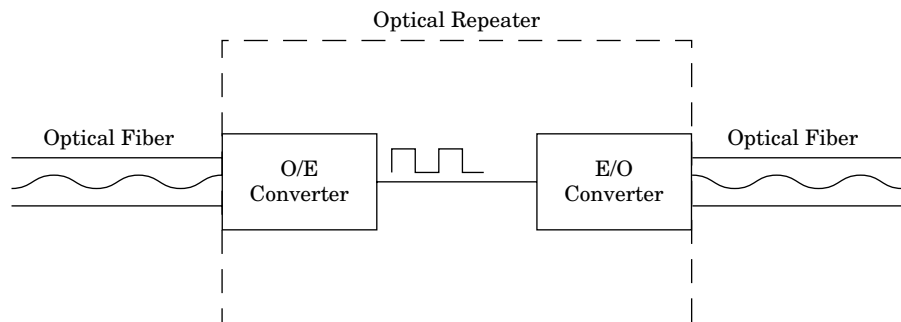 Optical Repeater
Optical Fiber
O/E
Converter
E/O
Converter
Optical Fiber